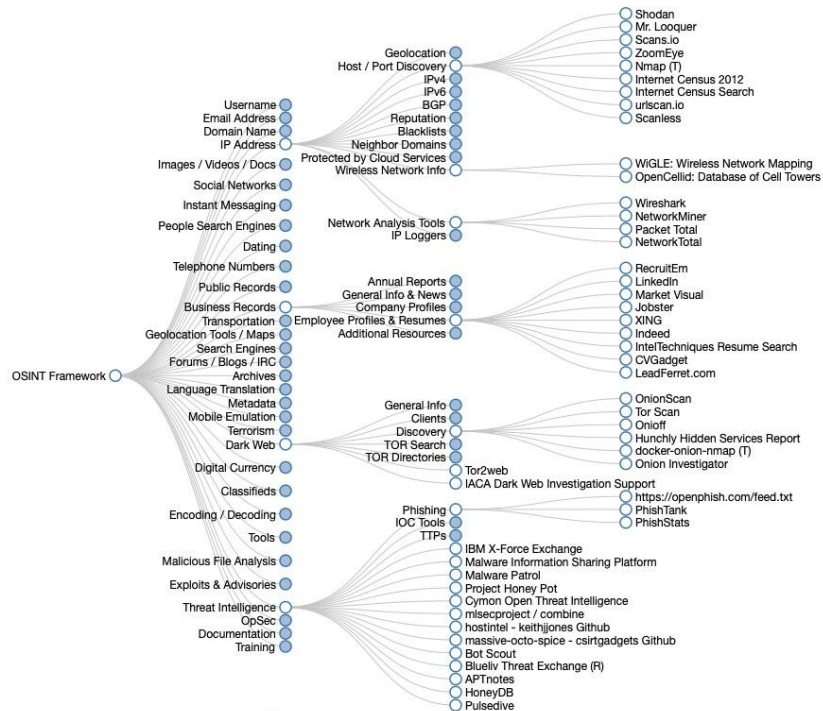 OSINT Framework
Username
Email Address
Domain Name
IP Address
Images / Videos / Docs
Social Networks
Instant Messaging
People Search Engines
Dating
Telephone Numbers
Public Records
Business Records
Transportation
Geolocation Tools / Maps
Search Engines
Forums / Blogs / IRC
Archives
Language Translation
Metadata
Mobile Emulation
Terrorism
Dark Web
Digital Currency
Classifieds
Encoding / Decoding
Tools
Malicious File Analysis
Exploits & Advisories
Threat Intelligence
OpSec
Documentation
Training
Geolocation
Host / Port Discovery
IPv4
IPv6
BGP
Reputation
Blacklists
Neighbor Domains
Protected by Cloud Services
Wireless Network Info
Network Analysis Tools
IP Loggers
Annual Reports
General Info & News
Company Profiles
Employee Profiles & Resumes
Additional Resources
General Info
Clients
Discovery
TOR Search
TOR Directories
Tor2web
IACA Dark Web Investigation Support
Phishing
IOC Tools
TTPs
IBM X-Force Exchange
Malware Information Sharing Platform
Malware Patrol
Project Honey Pot
Cymon Open Threat Intelligence
mlsecproject / combine
hostintel - keithjjones Github
massive-octo-spice - csirtgadgets Github
Bot Scout
Blueliv Threat Exchange (R)
APTnotes
HoneyDB
Pulsedive
Shodan
Mr. Looquer
Scans.io
ZoomEye
Nmap (T)
Internet Census 2012
Internet Census Search
urlscan.io
Scanless
WiGLE: Wireless Network Mapping
OpenCellid: Database of Cell Towers
Wireshark
NetworkMiner
Packet Total
NetworkTotal
RecruitEm
LinkedIn
Market Visual
Jobster
XING
Indeed
IntelTechniques Resume Search
CVGadget
LeadFerret.com
OnionScan
Tor Scan
Onioff
Hunchly Hidden Services Report
docker-onion-nmap (T)
Onion Investigator
https://openphish.com/feed.txt
PhishTank
PhishStats